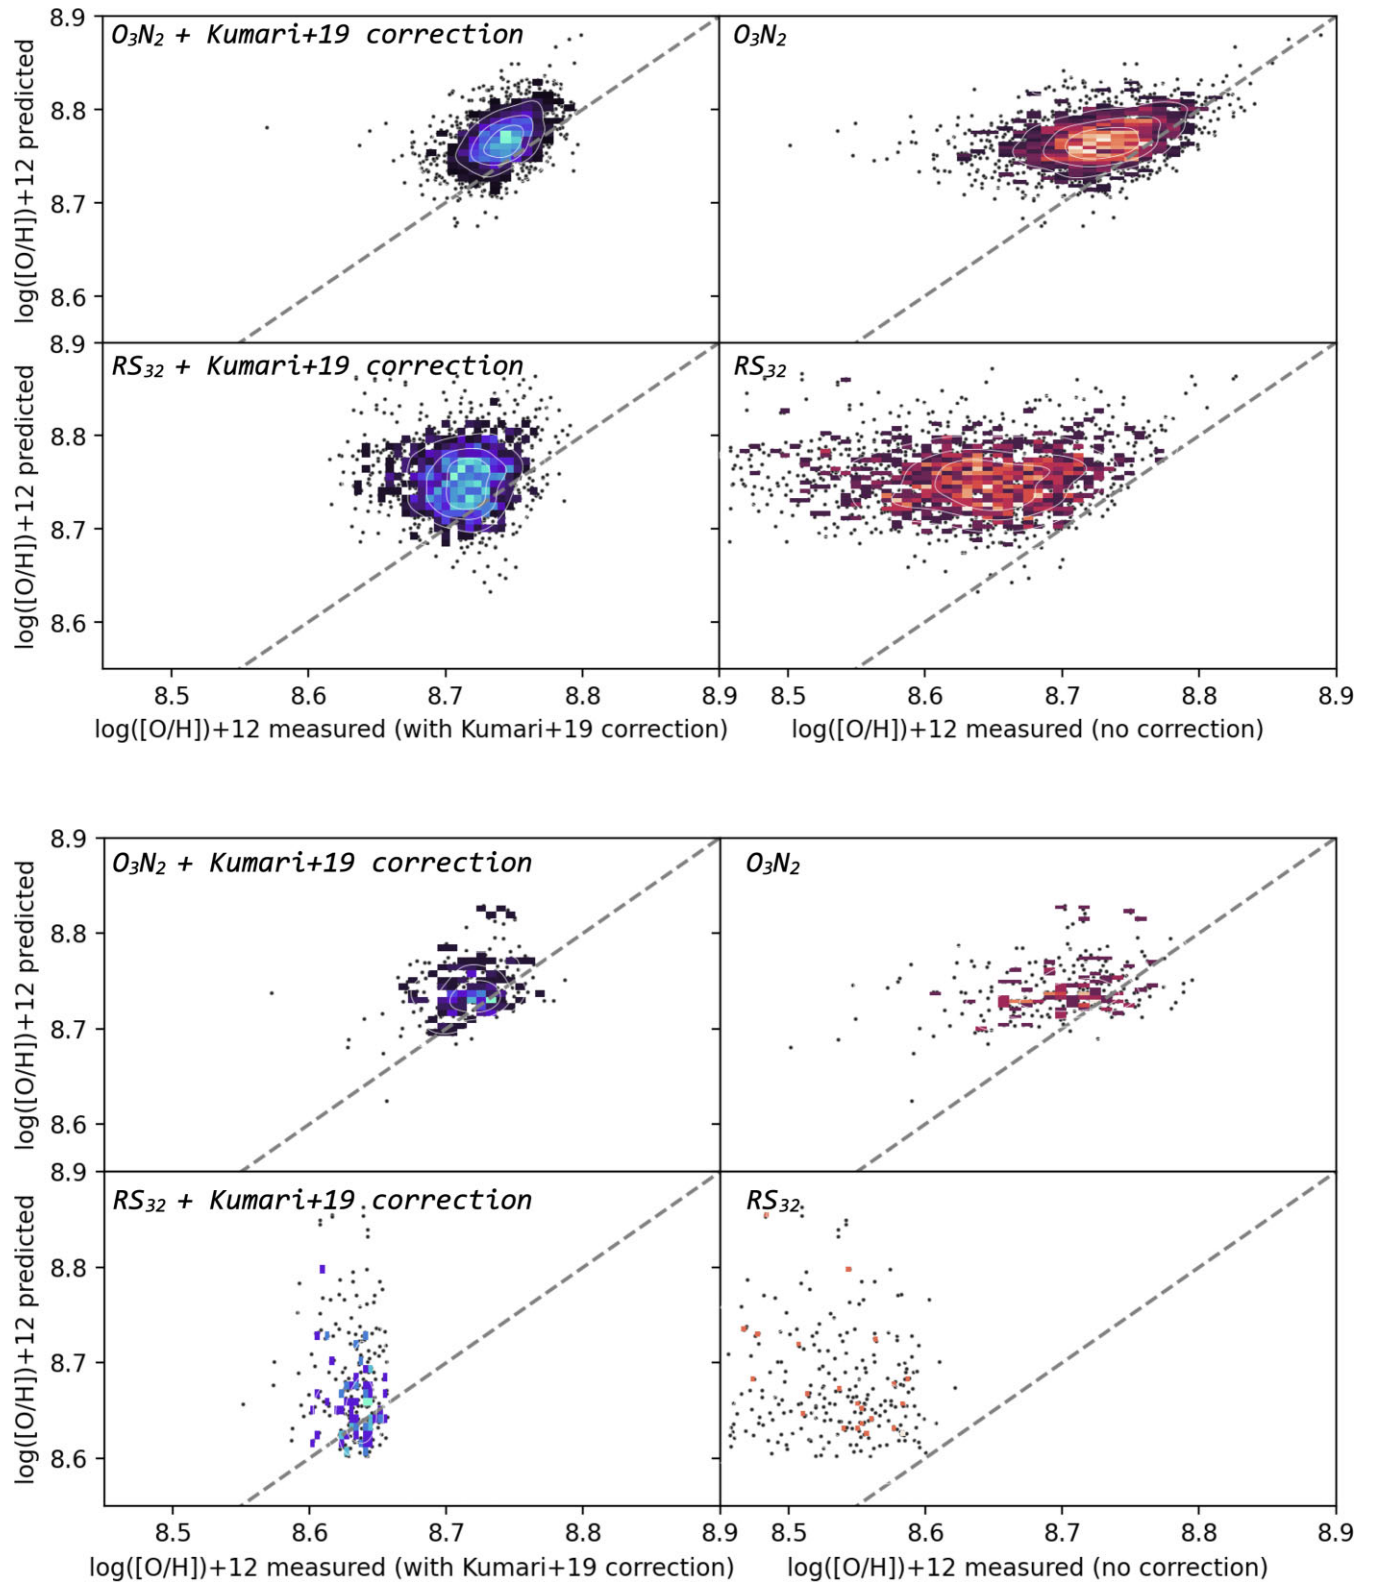 8.9
O₃N₂ + Kumari+19 correction
O₃N₂
8.8
8.7
8.6
log([O/H])+12 predicted
8.9
RS₃₂ + Kumari+19 correction
RS₃₂
8.8
8.7
8.6
log([O/H])+12 predicted
8.5 8.6 8.7 8.8 8.9 8.5 8.6 8.7 8.8 8.9
log([O/H])+12 measured (with Kumari+19 correction)
log([O/H])+12 measured (no correction)
8.9
O₃N₂ + Kumari+19 correction
O₃N₂
8.8
8.7
8.6
log([O/H])+12 predicted
8.9
RS₃₂ + Kumari+19 correction
RS₃₂
8.8
8.7
8.6
log([O/H])+12 predicted
8.5 8.6 8.7 8.8 8.9 8.5 8.6 8.7 8.8 8.9
log([O/H])+12 measured (with Kumari+19 correction)
log([O/H])+12 measured (no correction)